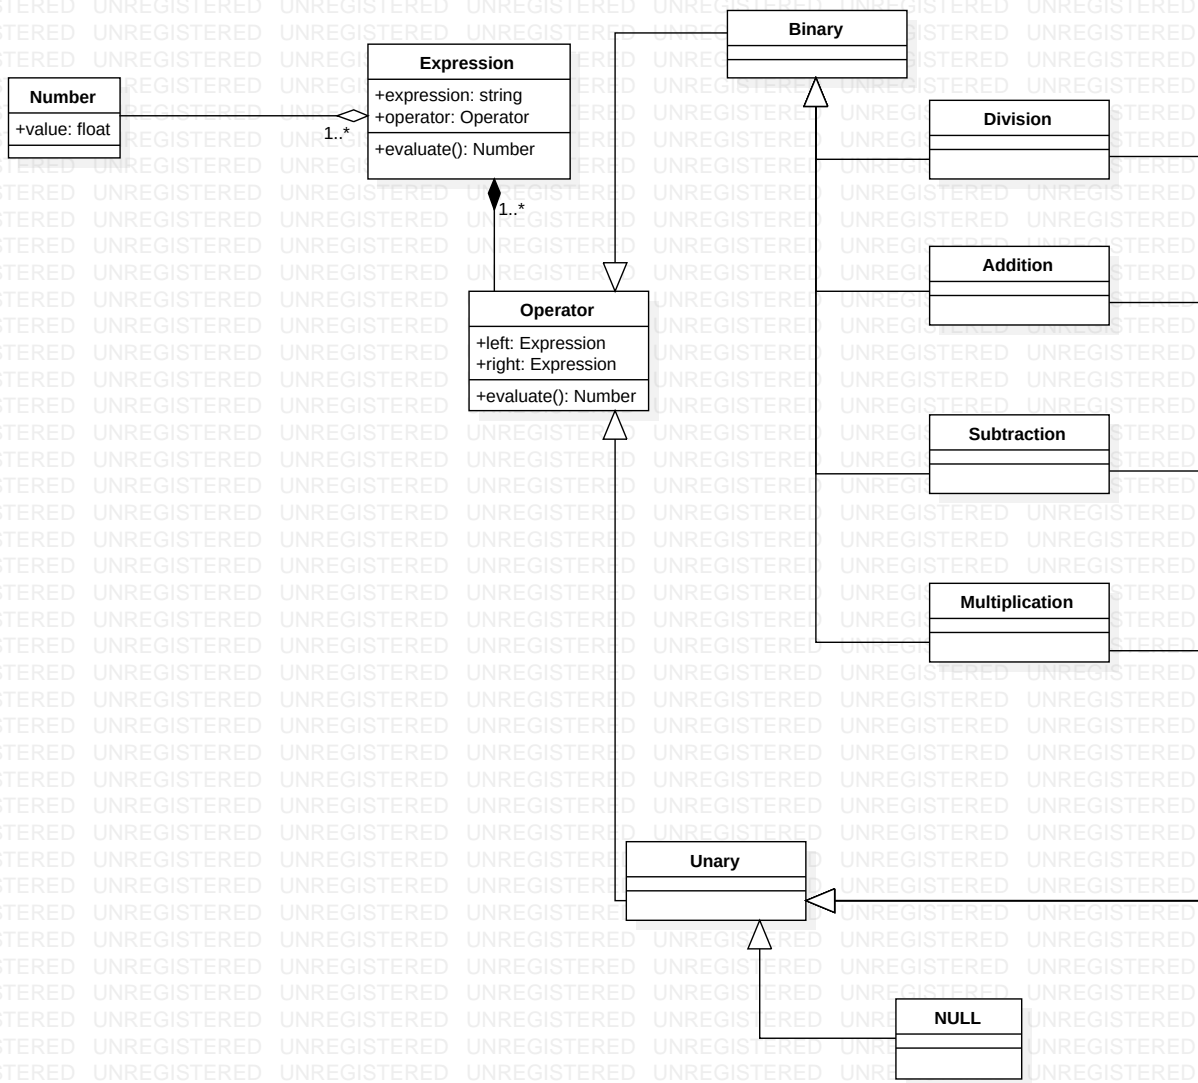 Binary
Expression
+expression: string
+operator: Operator
+evaluate(): Number
Number
+value: float
1..*
Division
1..*
Addition
Operator
+left: Expression
+right: Expression
+evaluate(): Number
Subtraction
Multiplication
Unary
NULL
UNREGISTERED